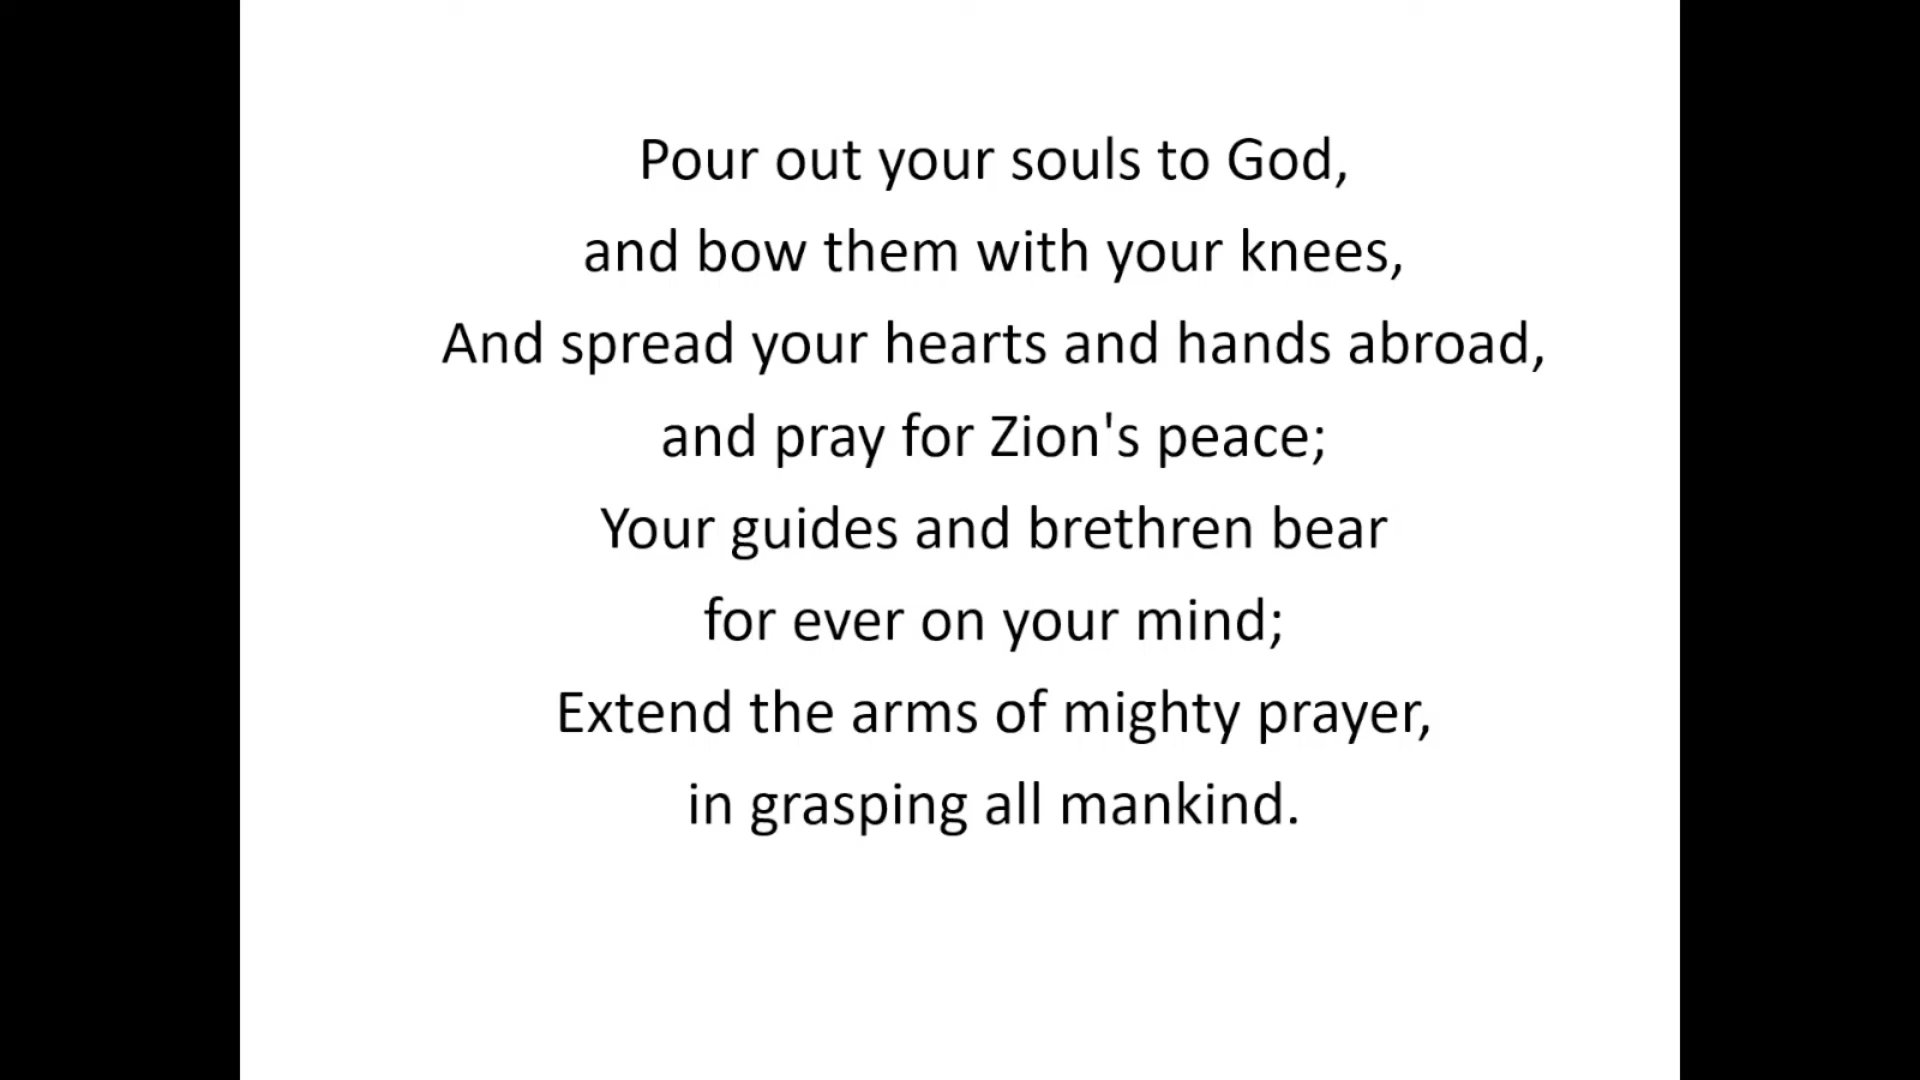 Pour out your souls to God,
and bow them with your knees,
And spread your hearts and hands abroad,
and pray for Zion's peace;
Your guides and brethren bear
for ever on your mind;
Extend the arms of mighty prayer,
in grasping all mankind.